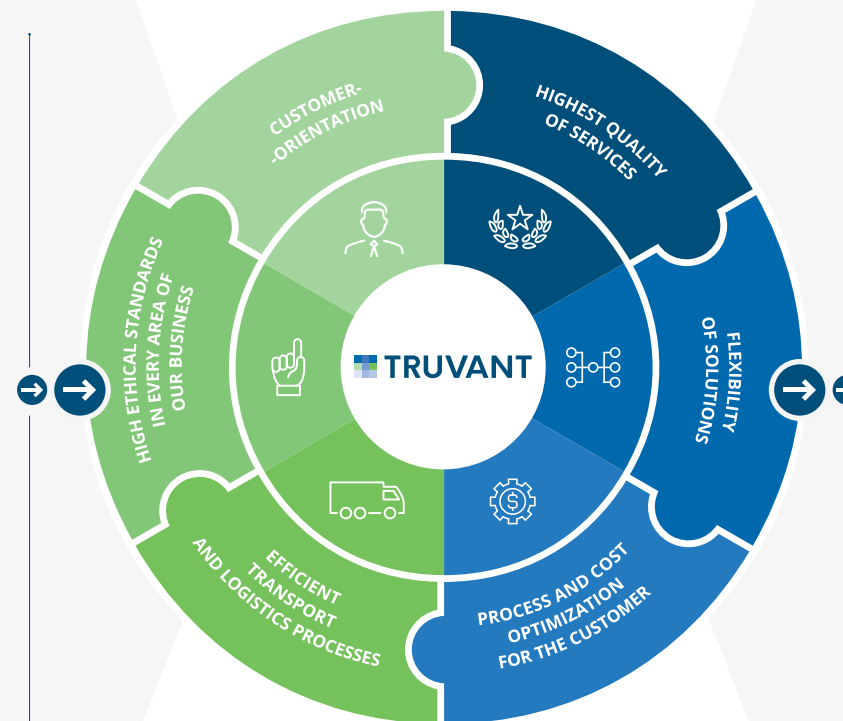 CUSTOMER-
-ORIENTATION
HIGHEST QUALITY
OF SERVICES
FLEXIBILITY
OF SOLUTIONS
PROCESS AND COST
OPTIMIZATION
FOR THE CUSTOMER
EFFICIENT
TRANSPORT
AND LOGISTICS PROCESSES
HIGH ETHICAL STANDARDS
IN EVERY AREA OF
OUR BUSINESS
TRUVANT
$